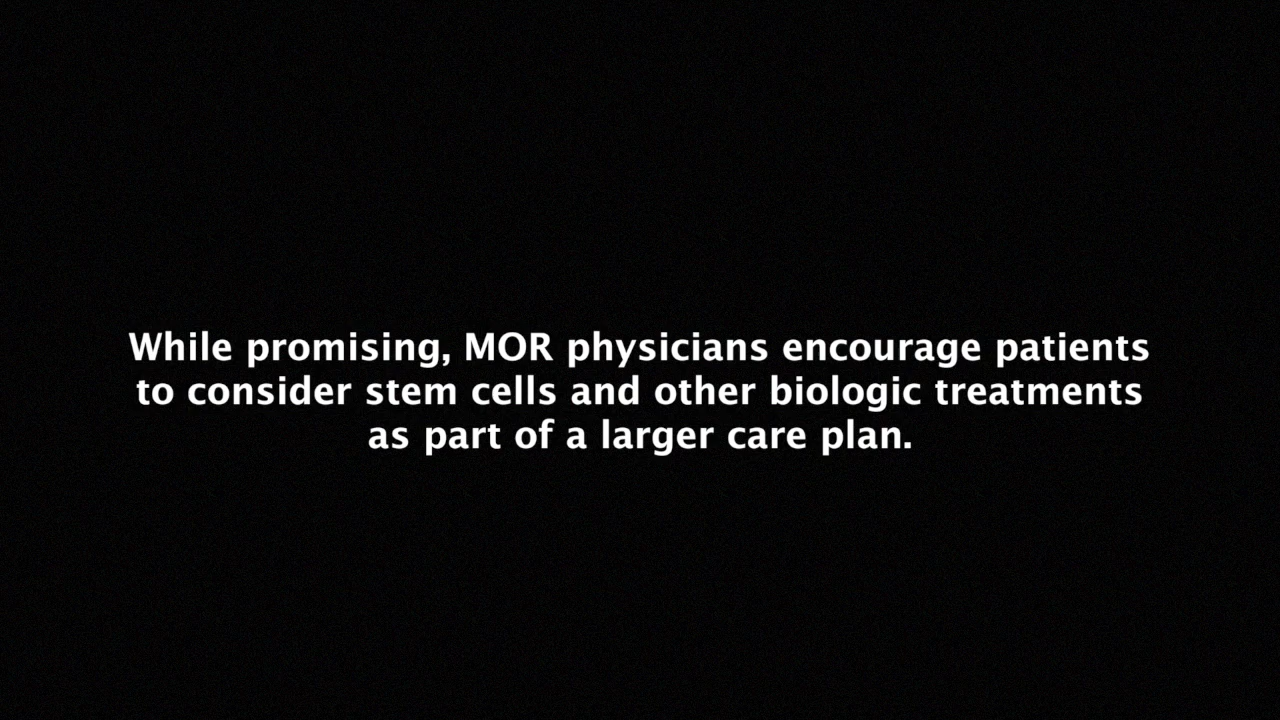 While promising, MOR physicians encourage patients
to consider stem cells and other biologic treatments
as part of a larger care plan.